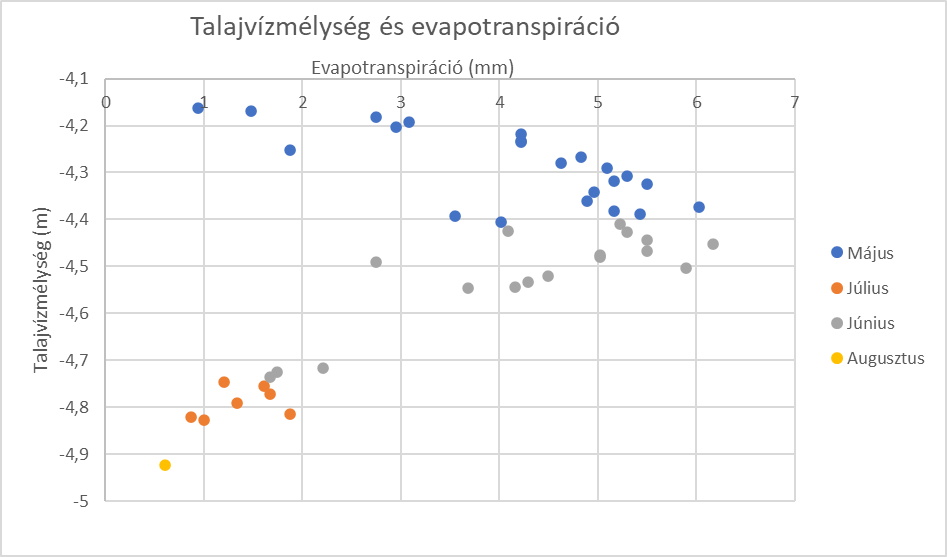 Talajvízmélység és evapotranspiráció
Evapotranspiráció (mm)
-4,1
0 1 2 3 4 5 6 7
-4,2
-4,3
-4,4
-4,5
-4,6
-4,7
-4,8
-4,9
-5
Talajvízmélység (m)
Május
Július
Június
Augusztus